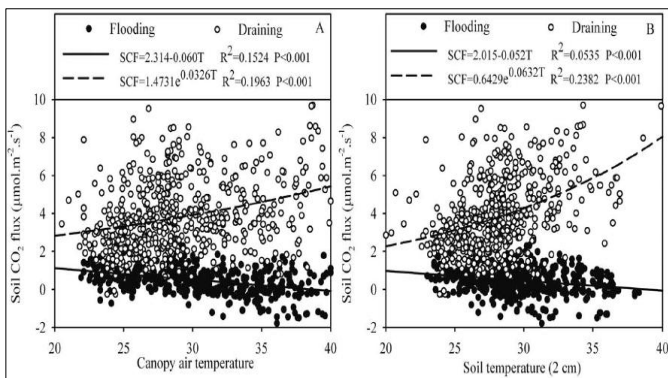 Flooding Draining A
SCF=2.314-0.060T R²=0.1524 P<0.001
SCF=1.4731e^0.0326T R²=0.1963 P<0.001
Soil CO₂ flux (μmol.m⁻².s⁻¹)
10
8
6
4
2
0
-2
20 25 30 35 40
Canopy air temperature
Flooding Draining B
SCF=2.015-0.052T R²=0.0535 P<0.001
SCF=0.6429e^0.0632T R²=0.2382 P<0.001
Soil CO₂ flux (μmol.m⁻².s⁻¹)
10
8
6
4
2
0
-2
20 25 30 35 40
Soil temperature (2 cm)